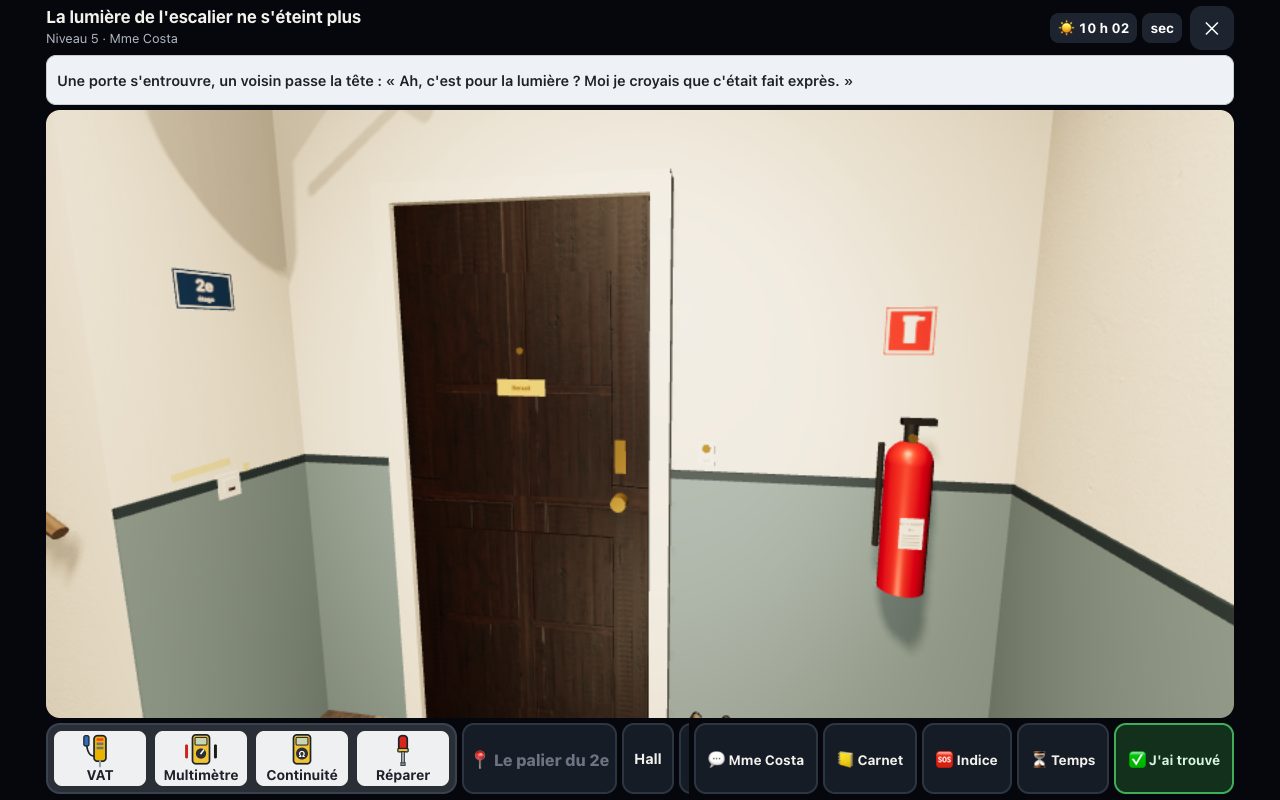 La lumière de l'escalier ne s'éteint plus
Niveau 5 · Mme Costa
10 h 02
sec
Une porte s'entrouvre, un voisin passe la tête : « Ah, c'est pour la lumière ? Moi je croyais que c'était fait exprès. »
2e
étage
VAT
Multimètre
Continuité
Réparer
Le palier du 2e
Hall
Mme Costa
Carnet
SOS
Indice
Temps
J'ai trouvé